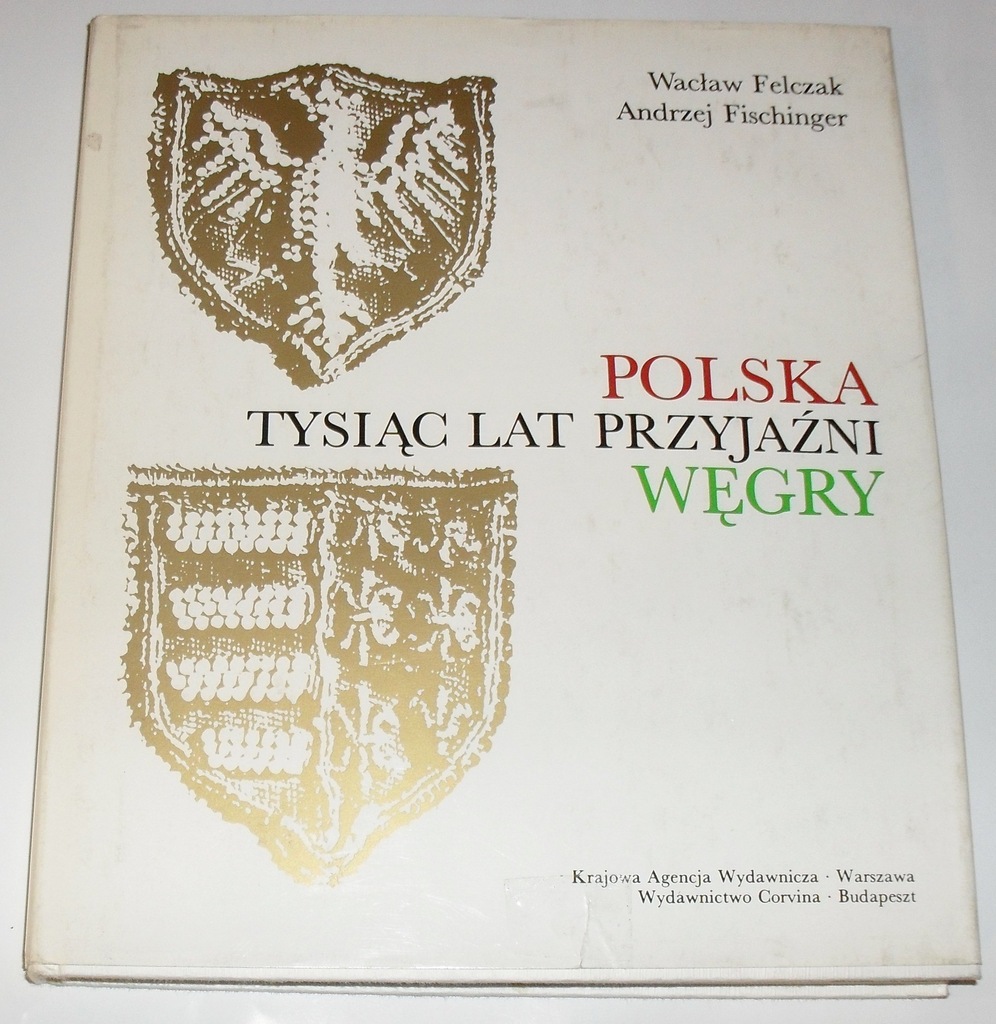 Wacław Felczak
Andrzej Fischinger
POLSKA
TYSIĄC LAT PRZYJAŹNI
WĘGRY
Krajowa Agencja Wydawnicza · Warszawa
Wydawnictwo Corvina · Budapeszt